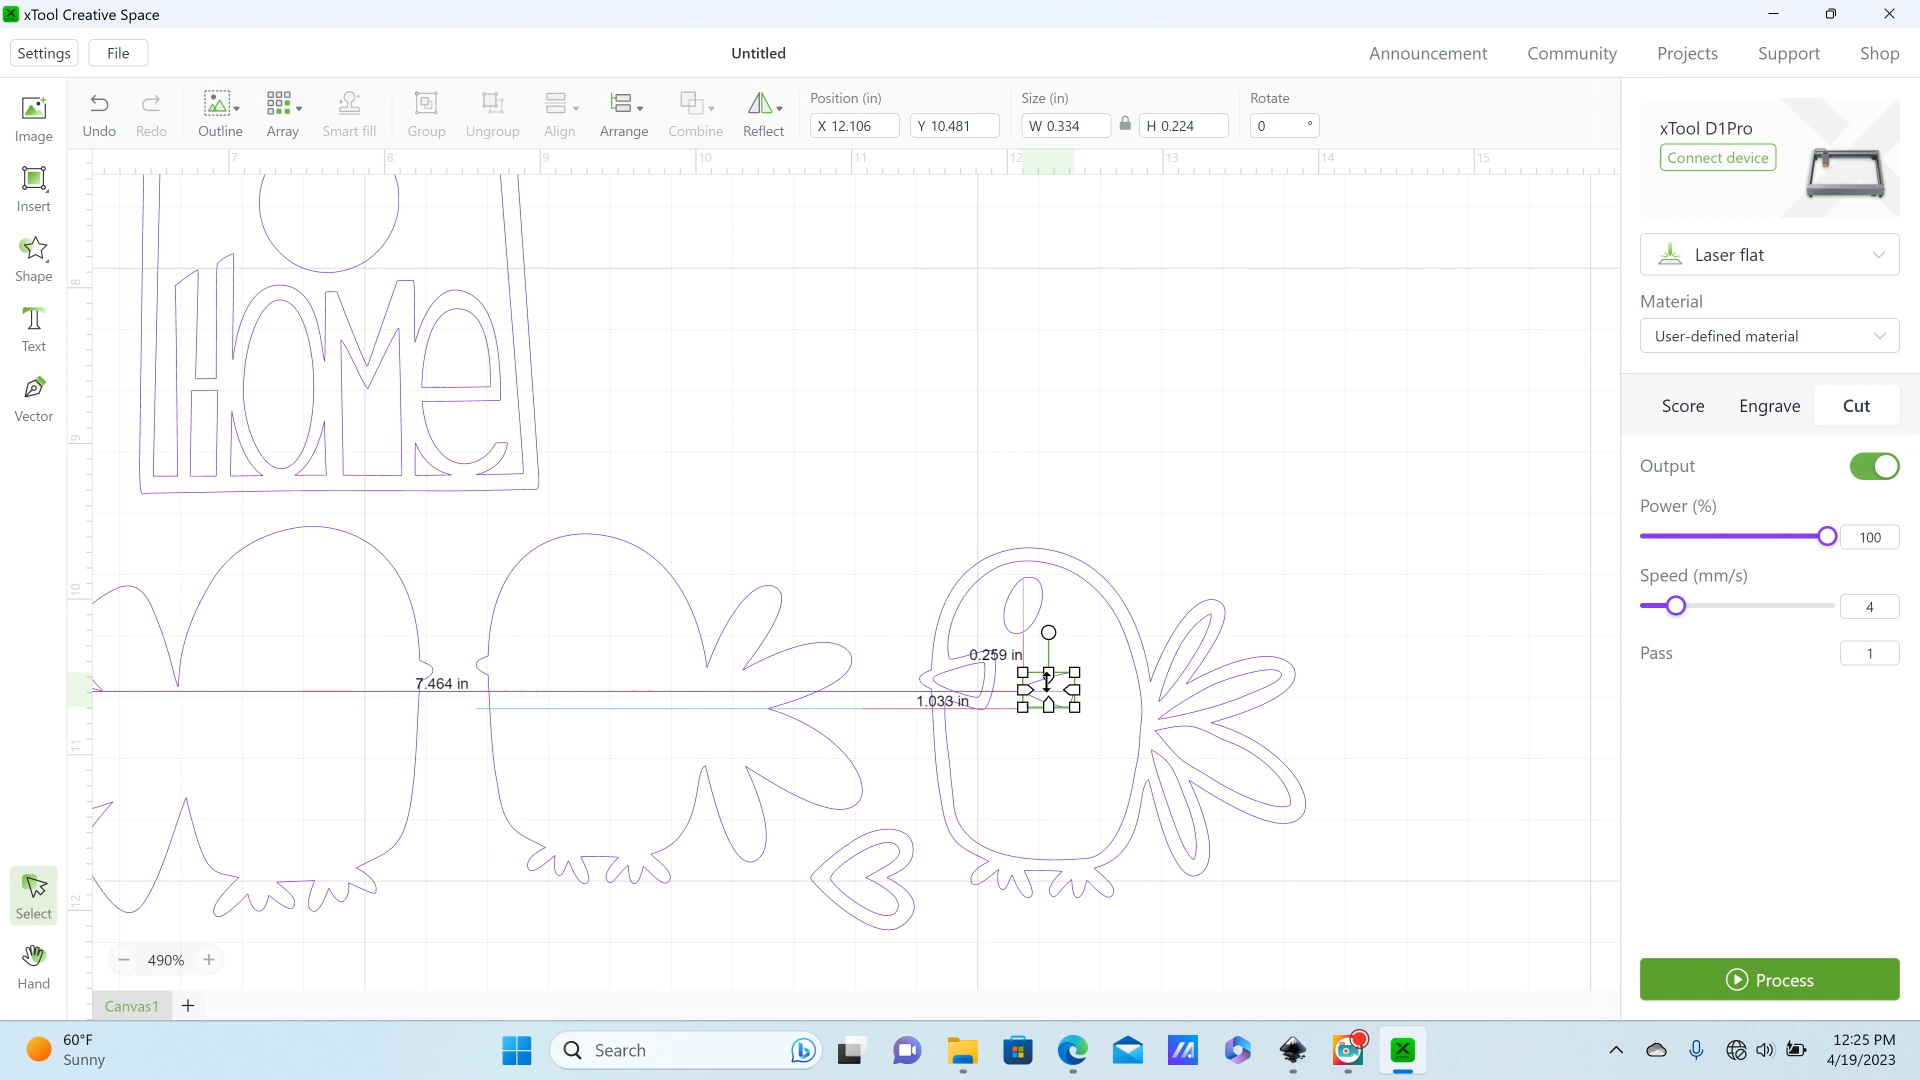 xTool Creative Space
Settings File Untitled Announcement Community Projects Support Shop
Undo Redo Outline Array Smart fill Group Ungroup Align Arrange Combine Reflect
Position (in) Size (in) Rotate
X 12.106 Y 10.481 W 0.334 H 0.224 0 °
Image
Insert
Shape
Text
Vector
Select
Hand
7 8 9 10 11 12 13 14 15
8
9
10
11
12
Home
0.259 in
7.464 in
1.033 in
490%
Canvas1
xTool D1Pro
Connect device
Laser flat
Material
User-defined material
Score Engrave Cut
Output
Power (%)
100
Speed (mm/s)
4
Pass 1
Process
60°F
Sunny
Search
12:25 PM
4/19/2023